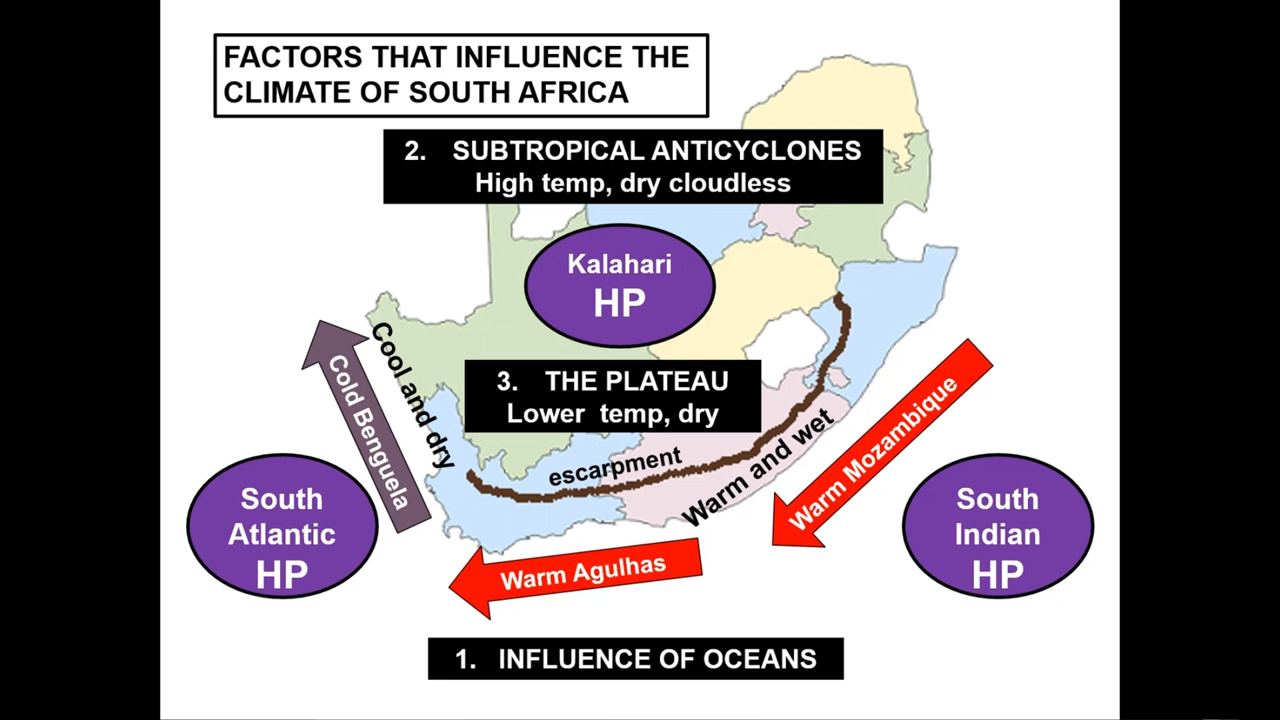 FACTORS THAT INFLUENCE THE
CLIMATE OF SOUTH AFRICA
2. SUBTROPICAL ANTICYCLONES
High temp, dry cloudless
Kalahari
HP
Cool and dry
Cold Benguela
3. THE PLATEAU
Lower temp, dry
escarpment
Warm and wet
Warm Mozambique
South
Atlantic
HP
South
Indian
HP
Warm Agulhas
1. INFLUENCE OF OCEANS